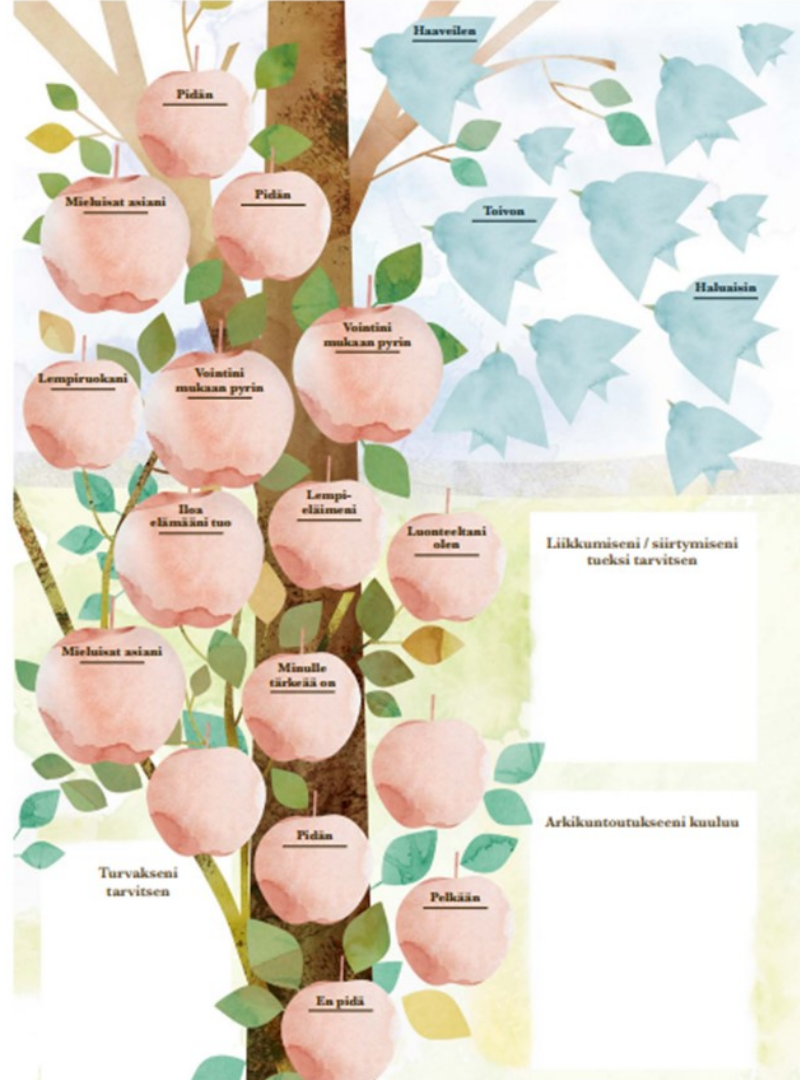 Haaveilen
Pidän
Mieluisat asiani
Pidän
Toivon
Haluaisin
Vointini
mukaan pyrin
Lempiruokani
Vointini
mukaan pyrin
Iloa
elämääni tuo
Lempi-
eläimeni
Luonteeltani
olen
Liikkumiseni / siirtymiseni
tueksi tarvitsen
Mieluisat asiani
Minulle
tärkeää on
Pidän
Arkikuntoutukseeni kuuluu
Turvakseni
tarvitsen
Pelkään
En pidä